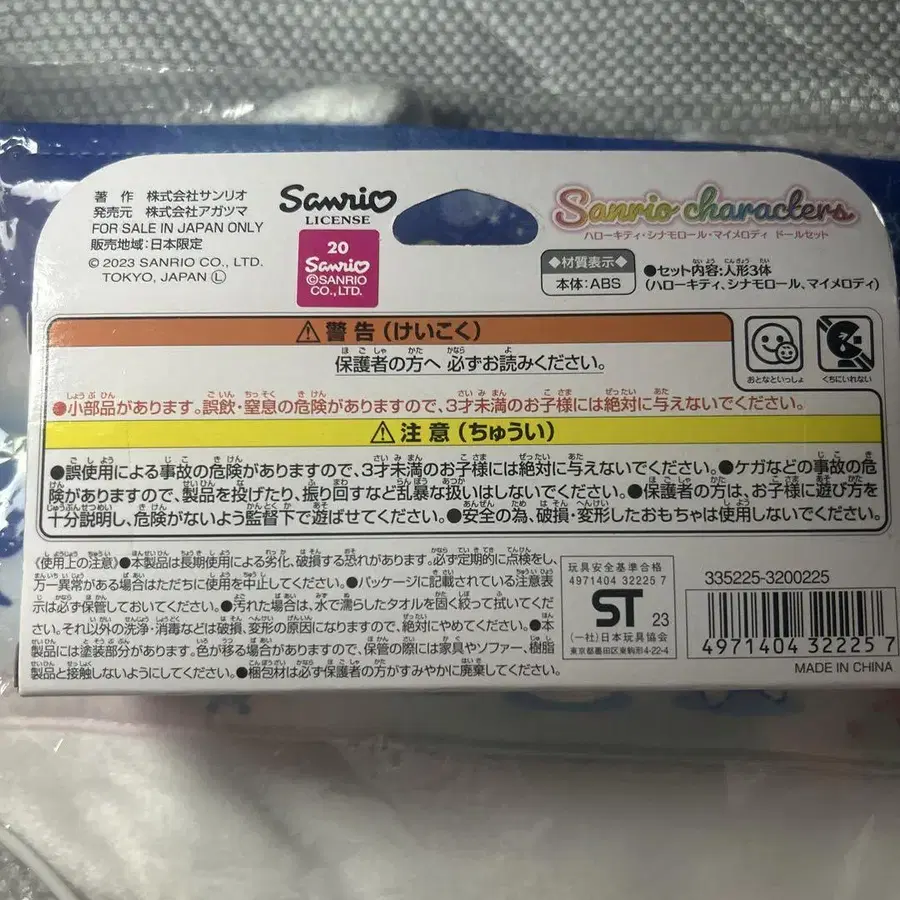 著 作 株式会社サンリオ
発売元 株式会社アガツマ
FOR SALE IN JAPAN ONLY
販売地域:日本限定
© 2023 SANRIO CO., LTD.
TOKYO, JAPAN Ⓛ
Sanrio
LICENSE
20
Sanrio
©SANRIO
CO.,LTD.
Sanrio characters
ハローキティ・シナモロール・マイメロディ ドールセット
◆材質表示◆
本体:ABS
●セット内容:人形3体
(ハローキティ、シナモロール、マイメロディ)
⚠警告(けいこく)
保護者の方へ 必ずお読みください。
おとなといっしょ
くちにいれない
●小部品があります。誤飲・窒息の危険がありますので、3才未満のお子様には絶対に与えないでください。
⚠注意(ちゅうい)
●誤使用による事故の危険がありますので、3才未満のお子様には絶対に与えないでください。●ケガなどの事故の危
険がありますので、製品を投げたり、振り回すなど乱暴な扱いはしないでください。●保護者の方は、お子様に遊び方を
十分説明し、危険がないよう監督下で遊ばせてください。●安全の為、破損・変形したおもちゃは使用しないでください。
《使用上の注意》●本製品は長期使用による劣化、破損する恐れがあります。必ず定期的に点検をし、
万一異常がある場合はただちに使用を中止してください。●パッケージに記載されている注意表
示は必ず保管しておいてください。●汚れた場合は、水で濡らしたタオルを固く絞って拭いてくだ
さい。それ以外の洗浄・消毒などは破損、変形の原因になりますので、絶対にやめてください。●本
製品には塗装部分があります。色が移る場合がありますので、保管の際には家具やソファー、樹脂
製品と接触しないようにしてください。●梱包材は必ず保護者の方がすみやかに廃棄してください。
玩具安全基準合格
4971404 32225 7
ST 23
(一社)日本玩具協会
東京都墨田区東駒形4-22-4
335225-3200225
4971404 322257
MADE IN CHINA